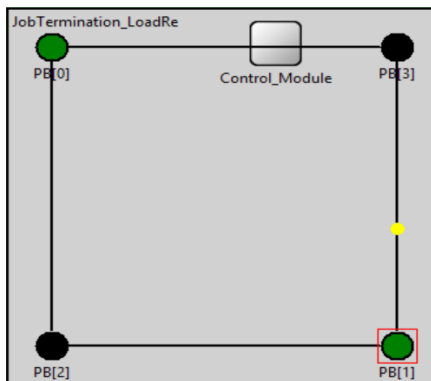 JobTermination_LoadRe
PB[0]
Control_Module
PB[3]
PB[2]
PB[1]